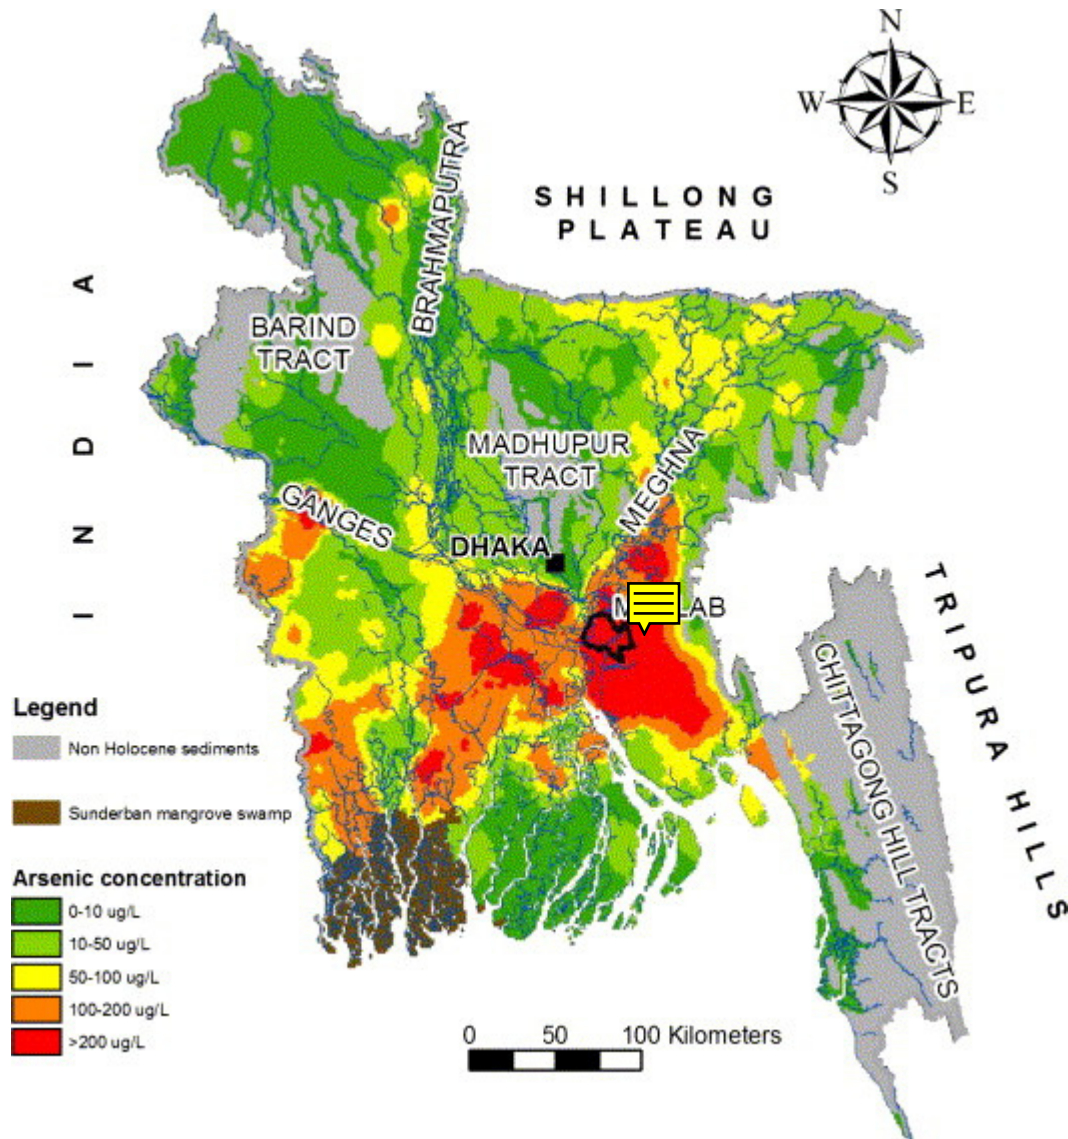 N
W
E
S
SHILLONG
PLATEAU
BRAHMAPUTRA
INDIA
BARIND
TRACT
MADHUPUR
TRACT
MEGHNA
GANGES
DHAKA
TRIPURA HILLS
CHITTAGONG HILL TRACTS
Legend
Non Holocene sediments
Sunderban mangrove swamp
Arsenic concentration
0-10 ug/L
10-50 ug/L
50-100 ug/L
100-200 ug/L
>200 ug/L
0 50 100 Kilometers